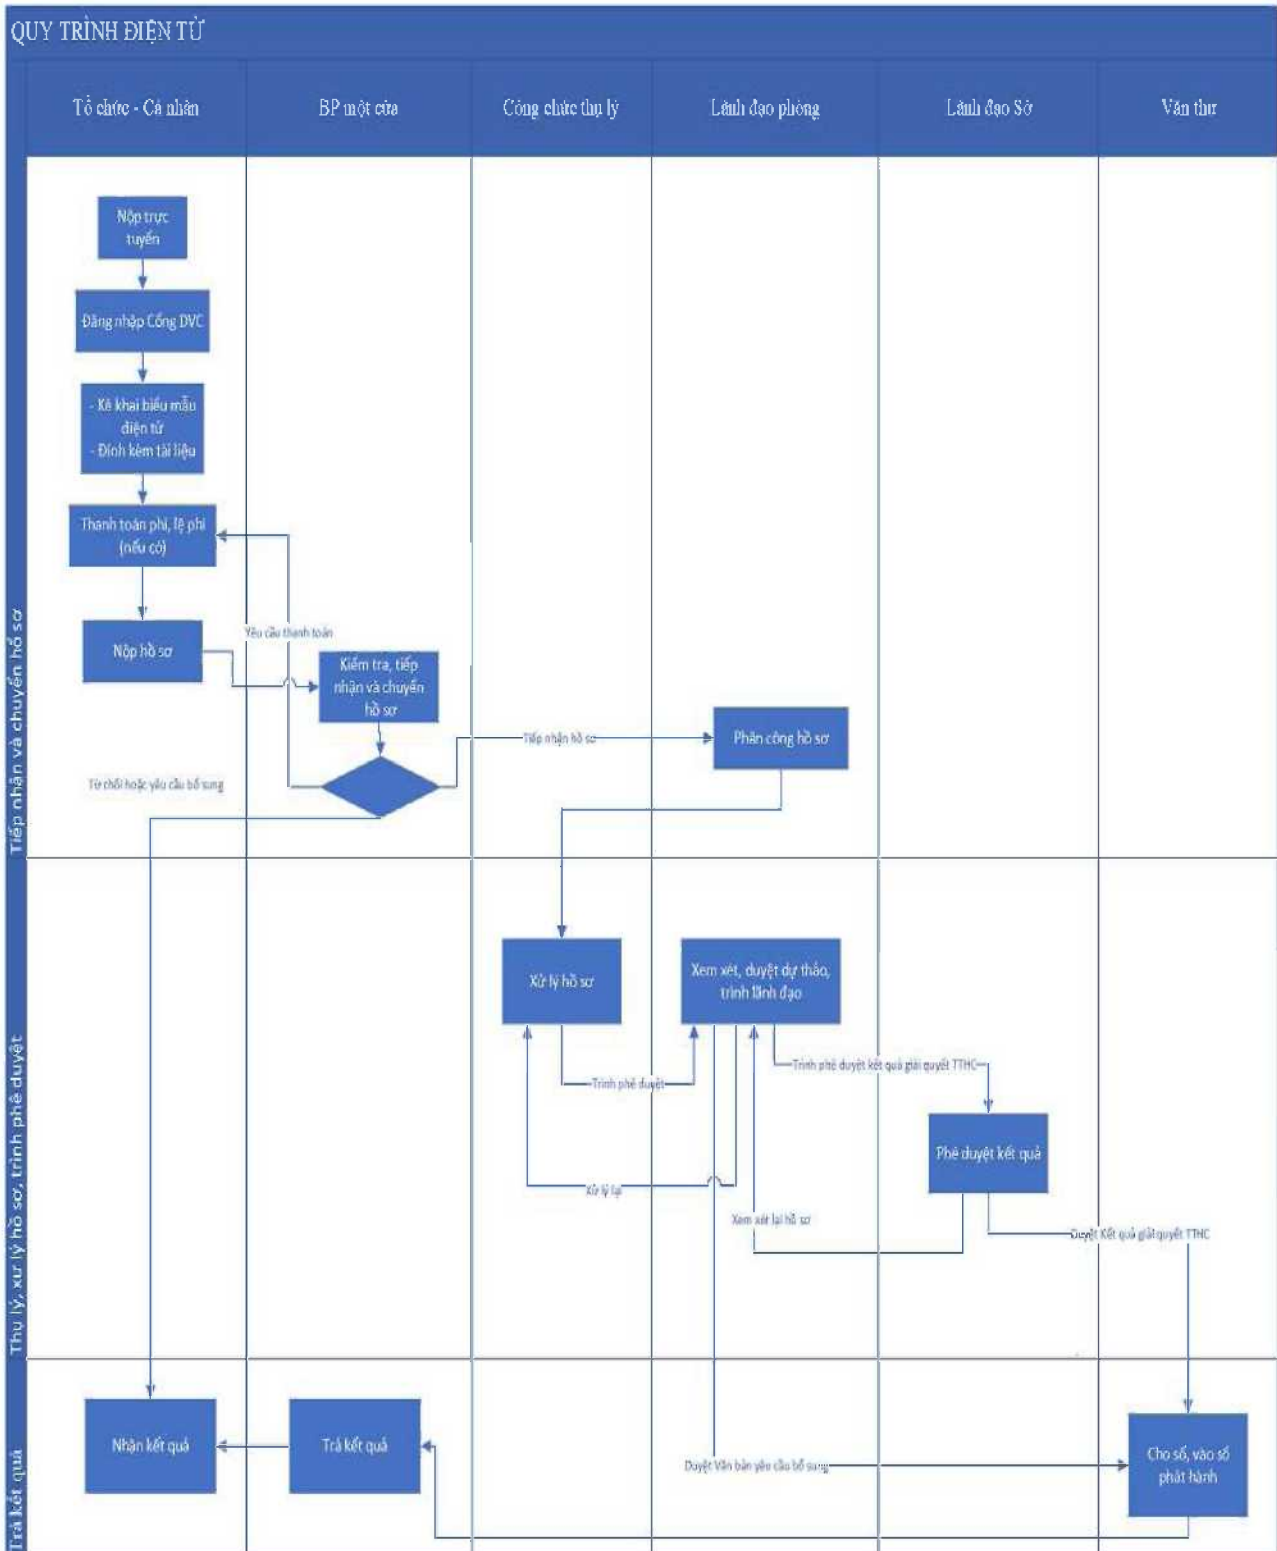 QUY TRÌNH ĐIỆN TỬ
Tổ chức - Cá nhân
BP một cửa
Công chức thụ lý
Lãnh đạo phòng
Lãnh đạo Sở
Văn thư
Tiếp nhận và chuyển hồ sơ
Nộp trực
tuyến
Đăng nhập Cổng DVC
- Kê khai biểu mẫu
điện tử
- Đính kèm tài liệu
Thanh toán phí, lệ phí
(nếu có)
Nộp hồ sơ
Yêu cầu thanh toán
Kiểm tra, tiếp
nhận và chuyển
hồ sơ
Tiếp nhận hồ sơ
Phân công hồ sơ
Từ chối hoặc yêu cầu bổ sung
Thụ lý, xử lý hồ sơ, trình phê duyệt
Xử lý hồ sơ
Xem xét, duyệt dự thảo,
trình lãnh đạo
Trình phê duyệt
Trình phê duyệt kết quả giải quyết TTHC
Phê duyệt kết quả
Xử lý lại
Xem xét lại hồ sơ
Duyệt Kết quả giải quyết TTHC
Trả kết quả
Nhận kết quả
Trả kết quả
Duyệt Văn bản yêu cầu bổ sung
Cho số, vào sổ
phát hành